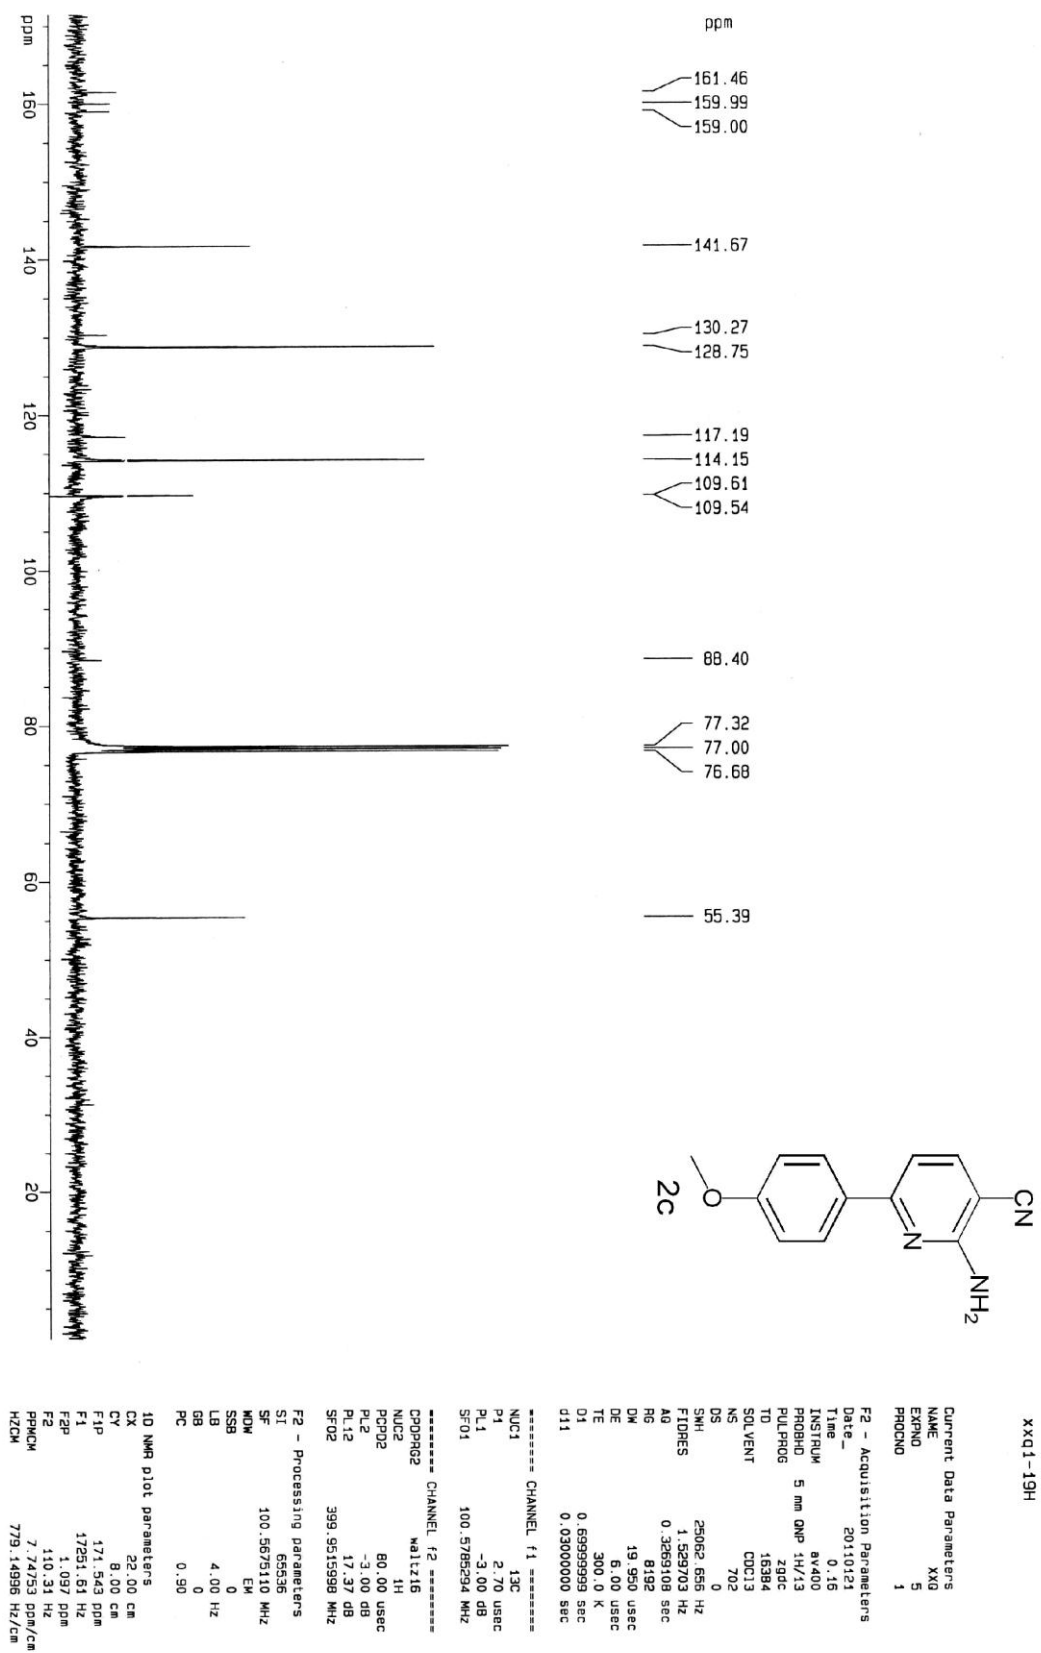 xxq1-19H
ppm
161.46
159.99
159.00
141.67
130.27
128.75
117.19
114.15
109.61
109.54
88.40
77.32
77.00
76.68
55.39
CN
NH2
N
O
2c
ppm
160
140
120
100
80
60
40
20
Current Data Parameters
NAME XXQ
EXPNO 5
PROCNO 1
F2 - Acquisition Parameters
Date_ 20110121
Time 0.16
INSTRUM av400
PROBHD 5 mm QNP 1H/13
PULPROG zgdc
TD 16384
SOLVENT CDCl3
NS 702
DS 0
SWH 25062.656 Hz
FIDRES 1.529703 Hz
AQ 0.3269108 sec
RG 8192
DW 19.950 usec
DE 6.00 usec
TE 300.0 K
D1 0.69999999 sec
d11 0.03000000 sec
======== CHANNEL f1 ========
NUC1 13C
P1 2.70 usec
PL1 -3.00 dB
SFO1 100.5785294 MHz
======== CHANNEL f2 ========
CPDPRG2 waltz16
NUC2 1H
PCPD2 80.00 usec
PL2 -3.00 dB
PL12 17.37 dB
SFO2 399.9515998 MHz
F2 - Processing parameters
SI 65536
SF 100.5675110 MHz
WDW EM
SSB 0
LB 4.00 Hz
GB 0
PC 0.90
1D NMR plot parameters
CX 22.00 cm
CY 8.00 cm
F1P 171.543 ppm
F1 17251.61 Hz
F2P 1.097 ppm
F2 110.31 Hz
PPMCM 7.74753 ppm/cm
HZCM 779.14996 Hz/cm